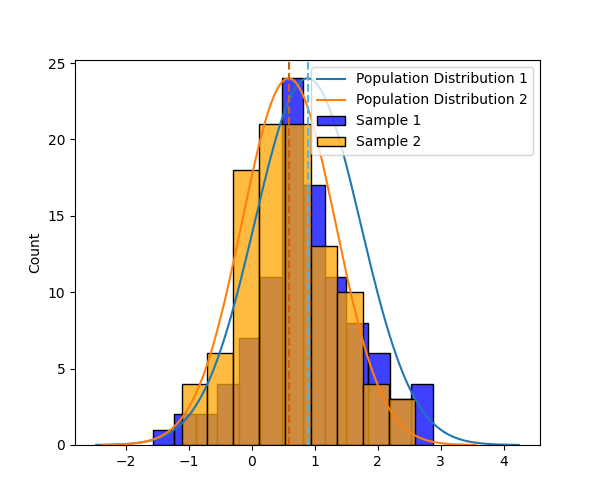 Population Distribution 1
Population Distribution 2
Sample 1
Sample 2
Count
25
20
15
10
5
0
−2 −1 0 1 2 3 4